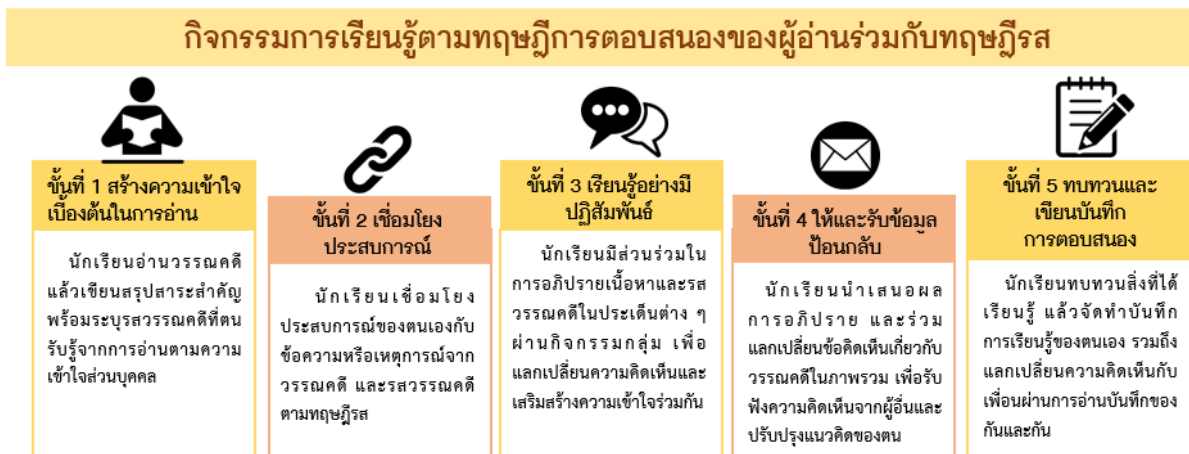 กิจกรรมการเรียนรู้ตามทฤษฎีการตอบสนองของผู้อ่านร่วมกับทฤษฎีรส
ขั้นที่ 1 สร้างความเข้าใจ
เบื้องต้นในการอ่าน
นักเรียนอ่านวรรณคดี
แล้วเขียนสรุปสาระสำคัญ
พร้อมระบุรสวรรณคดีที่ตน
รับรู้จากการอ่านตามความ
เข้าใจส่วนบุคคล
ขั้นที่ 2 เชื่อมโยง
ประสบการณ์
นักเรียนเชื่อมโยง
ประสบการณ์ของตนเองกับ
ข้อความหรือเหตุการณ์จาก
วรรณคดี และรสวรรณคดี
ตามทฤษฎีรส
ขั้นที่ 3 เรียนรู้อย่างมี
ปฏิสัมพันธ์
นักเรียนมีส่วนร่วมใน
การอภิปรายเนื้อหาและรส
วรรณคดีในประเด็นต่าง ๆ
ผ่านกิจกรรมกลุ่ม เพื่อ
แลกเปลี่ยนความคิดเห็นและ
เสริมสร้างความเข้าใจร่วมกัน
ขั้นที่ 4 ให้และรับข้อมูล
ป้อนกลับ
นักเรียนนำเสนอผล
การอภิปราย และร่วม
แลกเปลี่ยนข้อคิดเห็นเกี่ยวกับ
วรรณคดีในภาพรวม เพื่อรับ
ฟังความคิดเห็นจากผู้อื่นและ
ปรับปรุงแนวคิดของตน
ขั้นที่ 5 ทบทวนและ
เขียนบันทึก
การตอบสนอง
นักเรียนทบทวนสิ่งที่ได้
เรียนรู้ แล้วจัดทำบันทึก
การเรียนรู้ของตนเอง รวมถึง
แลกเปลี่ยนความคิดเห็นกับ
เพื่อนผ่านการอ่านบันทึกของ
กันและกัน